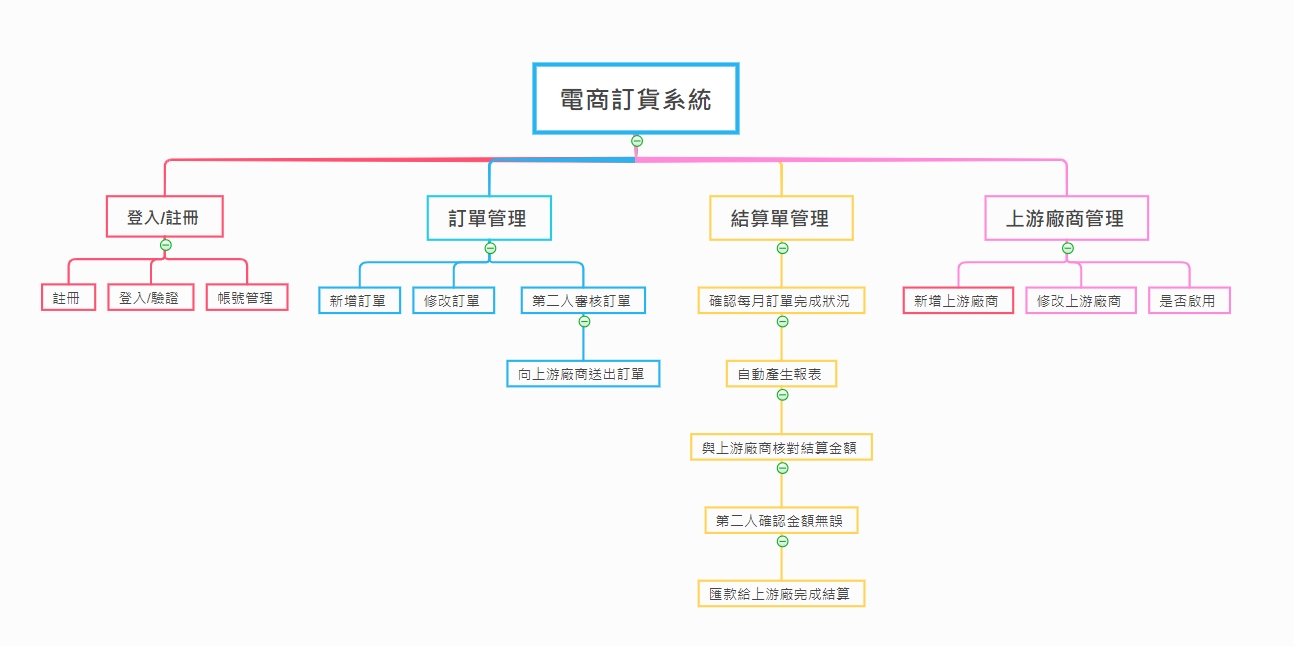 電商訂貨系統
登入/註冊
訂單管理
結算單管理
上游廠商管理
註冊
登入/驗證
帳號管理
新增訂單
修改訂單
第二人審核訂單
確認每月訂單完成狀況
新增上游廠商
修改上游廠商
是否啟用
向上游廠商送出訂單
自動產生報表
與上游廠商核對結算金額
第二人確認金額無誤
匯款給上游廠完成結算